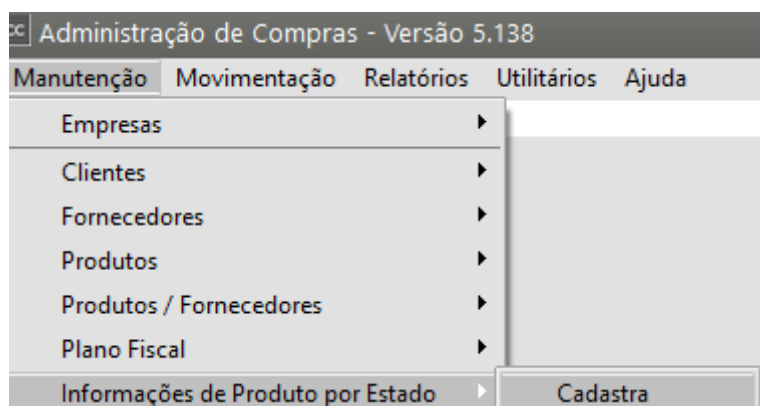 Administração de Compras - Versão 5.138
Manutenção Movimentação Relatórios Utilitários Ajuda
Empresas
Clientes
Fornecedores
Produtos
Produtos / Fornecedores
Plano Fiscal
Informações de Produto por Estado Cadastra